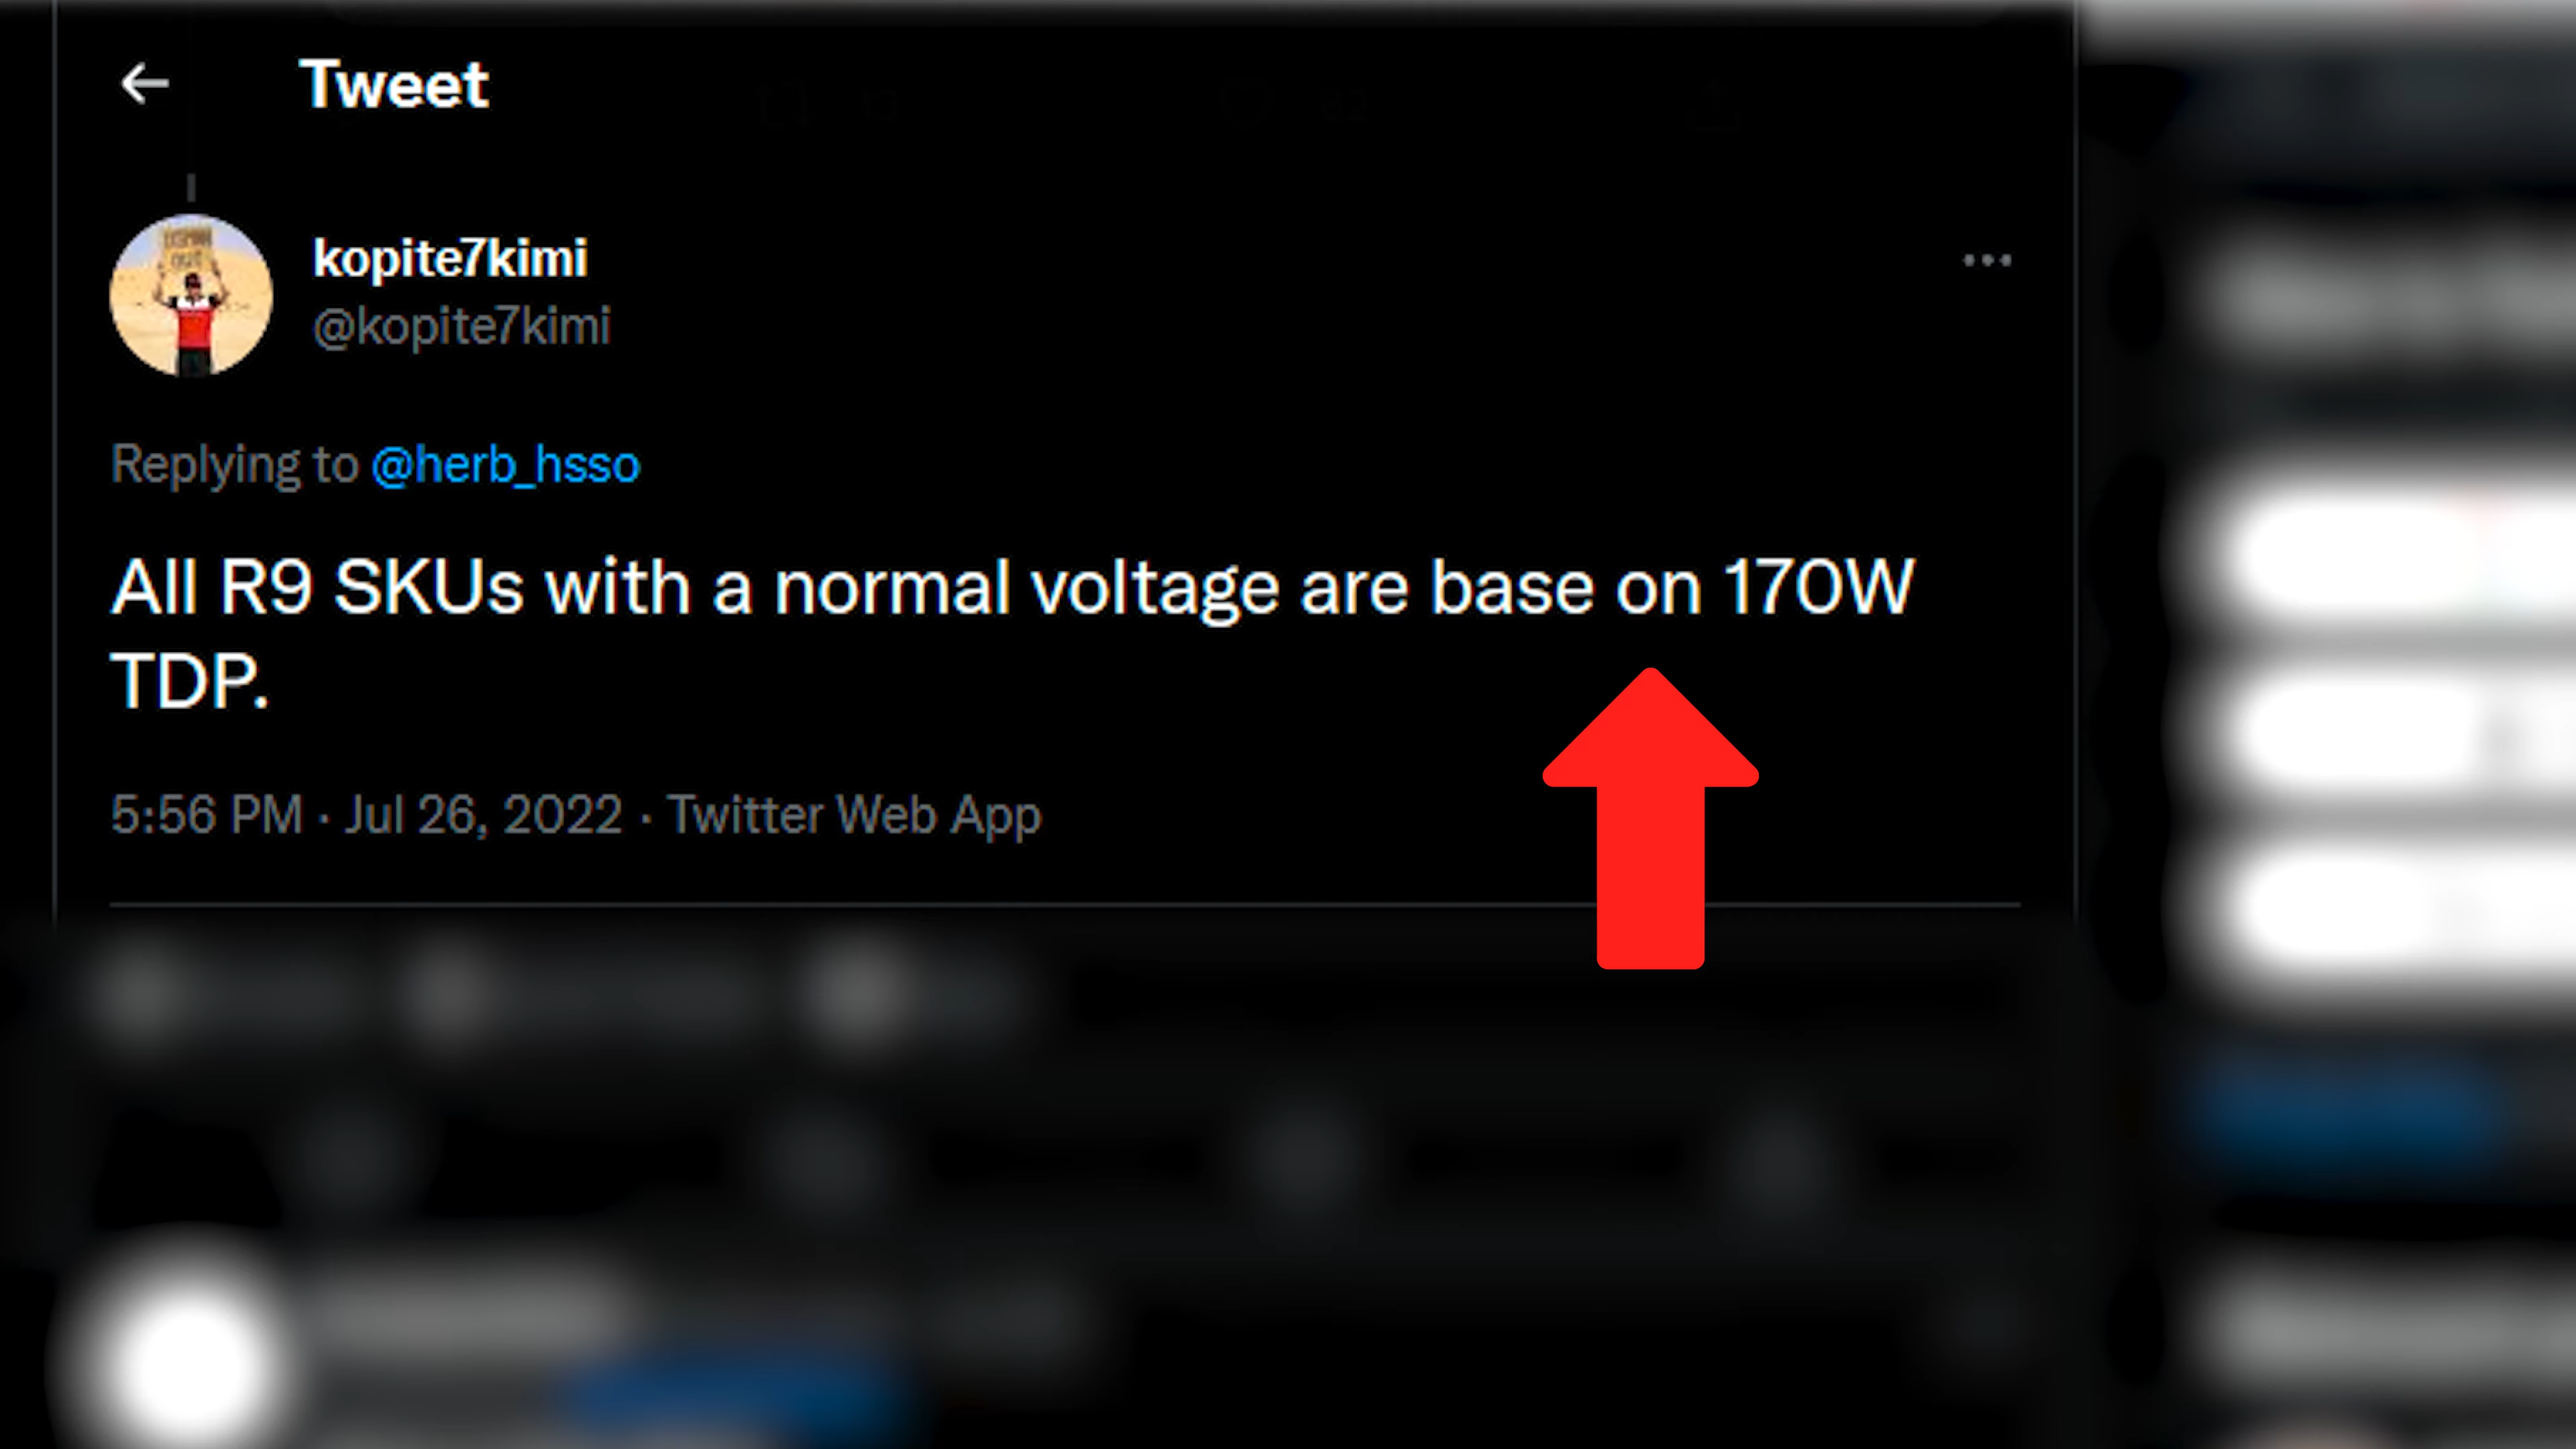 Tweet
kopite7kimi
@kopite7kimi
Replying to @herb_hsso
All R9 SKUs with a normal voltage are base on 170W
TDP.
5:56 PM · Jul 26, 2022 · Twitter Web App